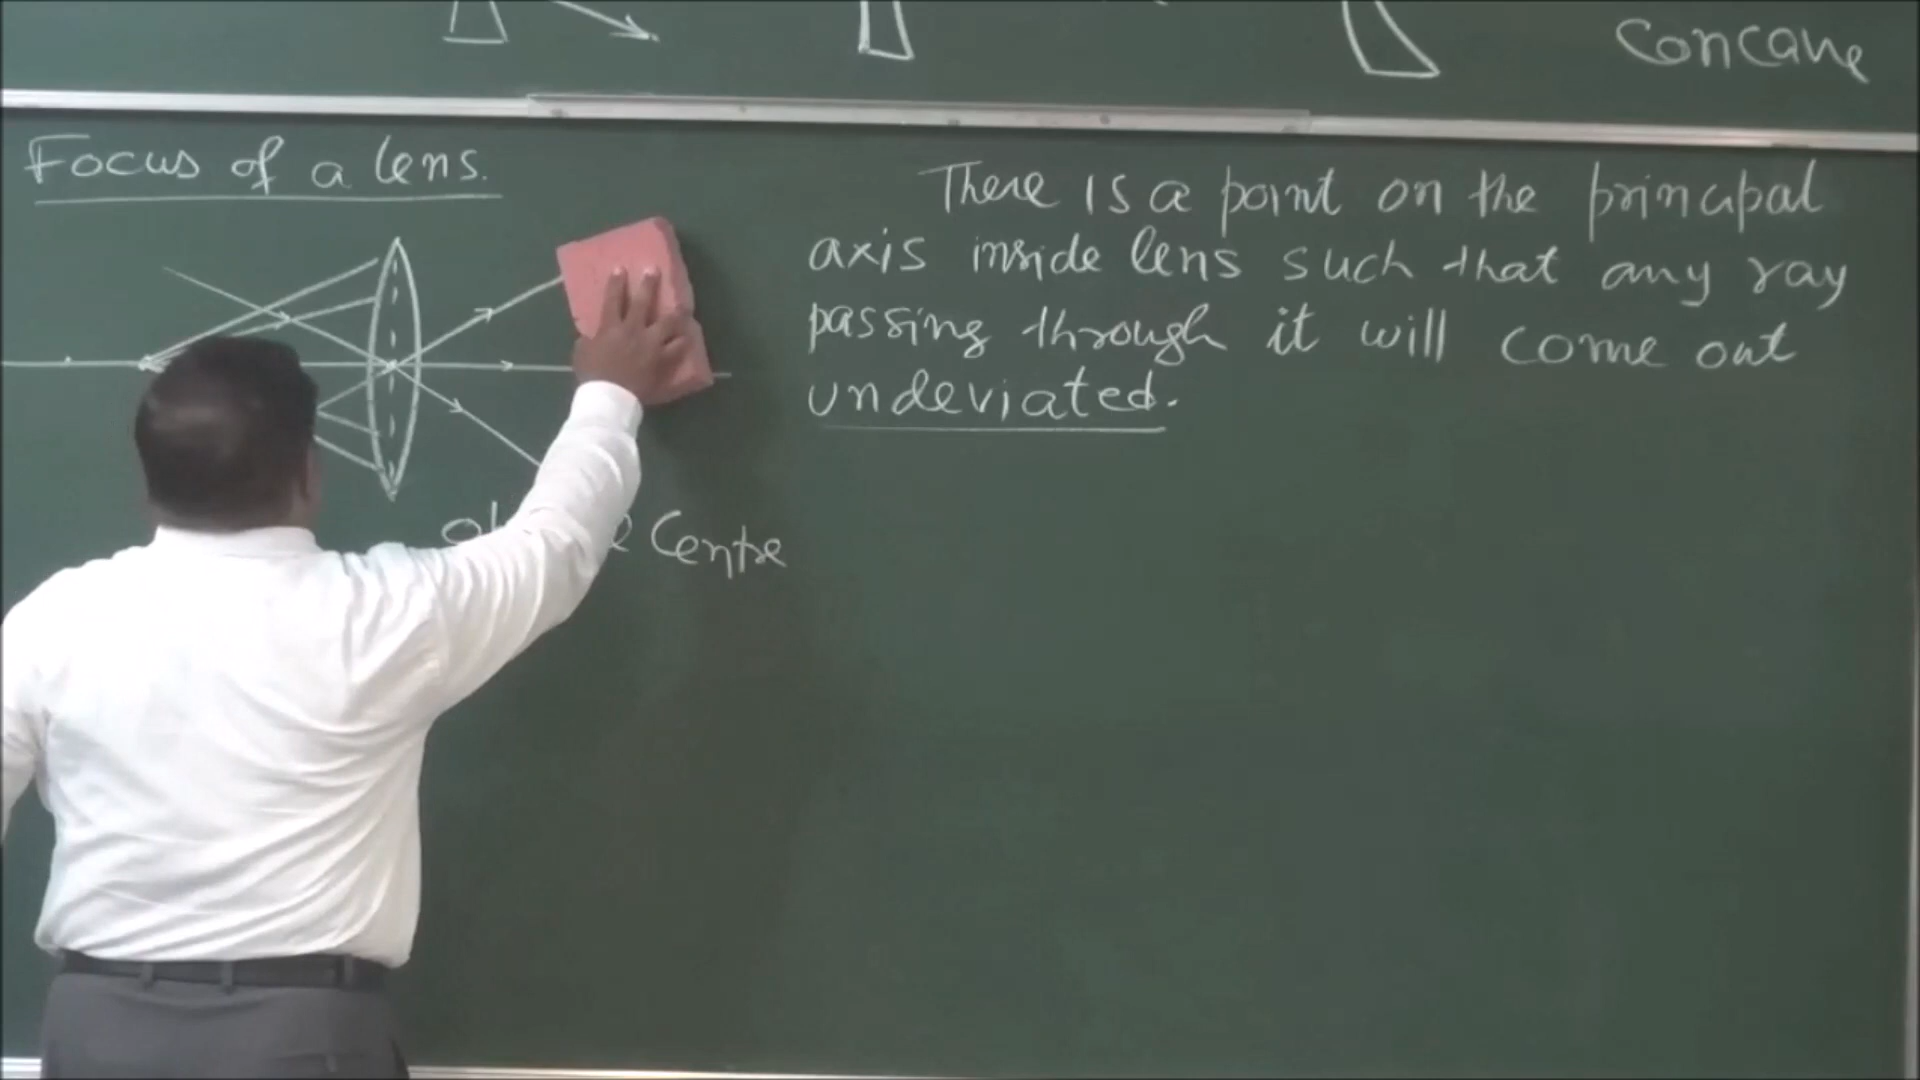 Concave
Focus of a lens.
There is a point on the principal
axis inside lens such that any ray
passing through it will come out
undeviated.
Centre